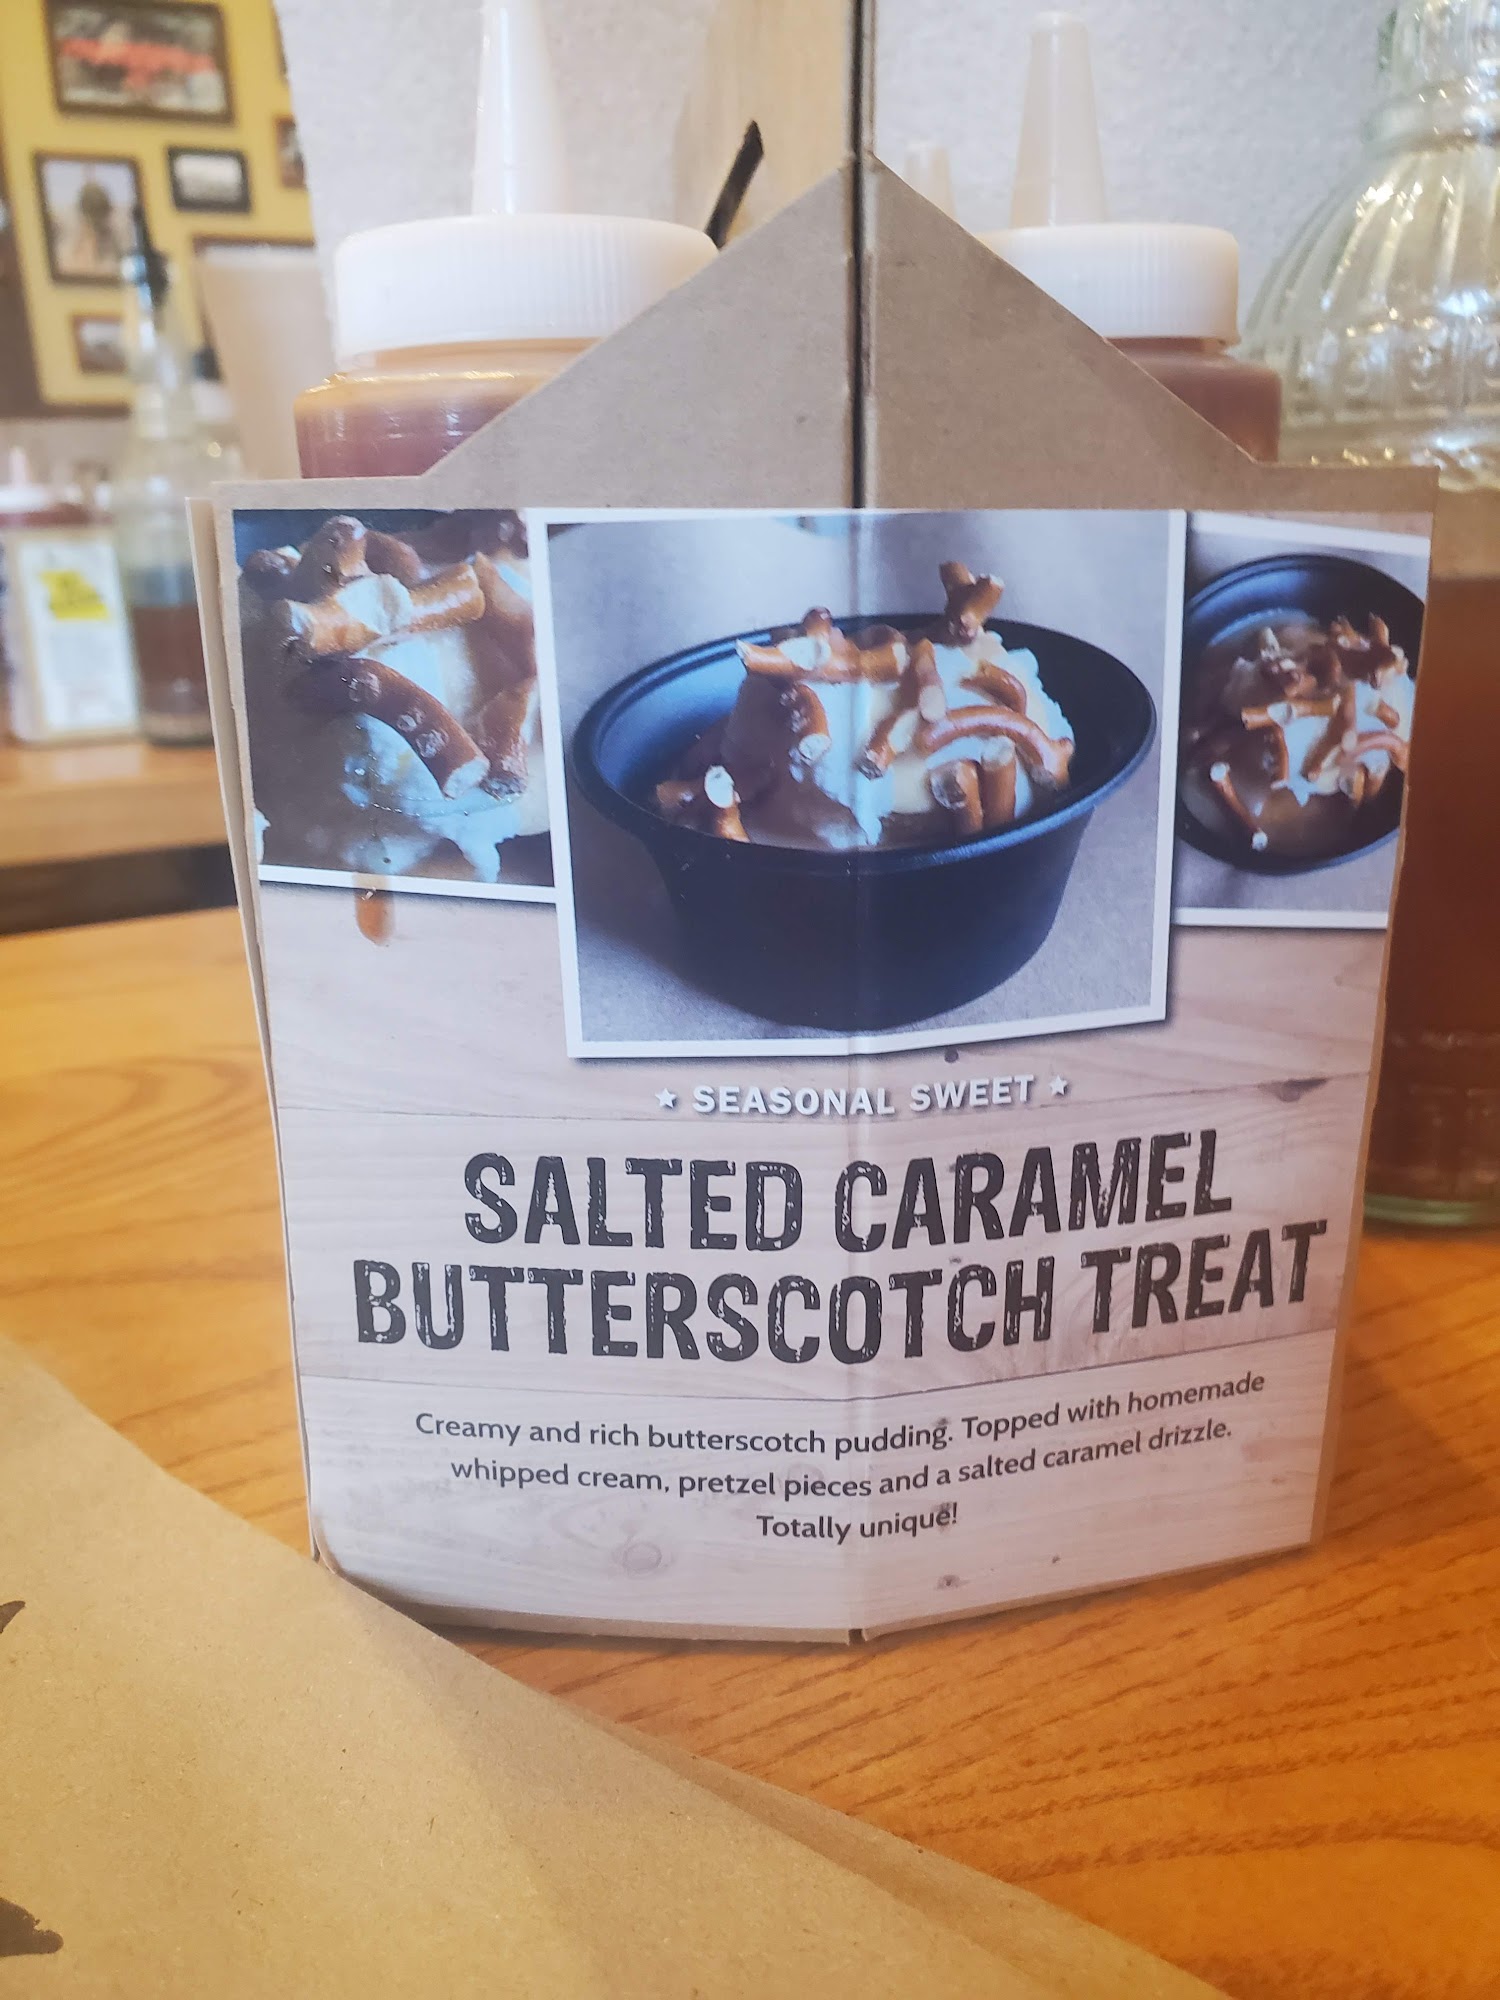 ★ SEASONAL SWEET ★
SALTED CARAMEL
BUTTERSCOTCH TREAT
Creamy and rich butterscotch pudding. Topped with homemade
whipped cream, pretzel pieces and a salted caramel drizzle.
Totally unique!